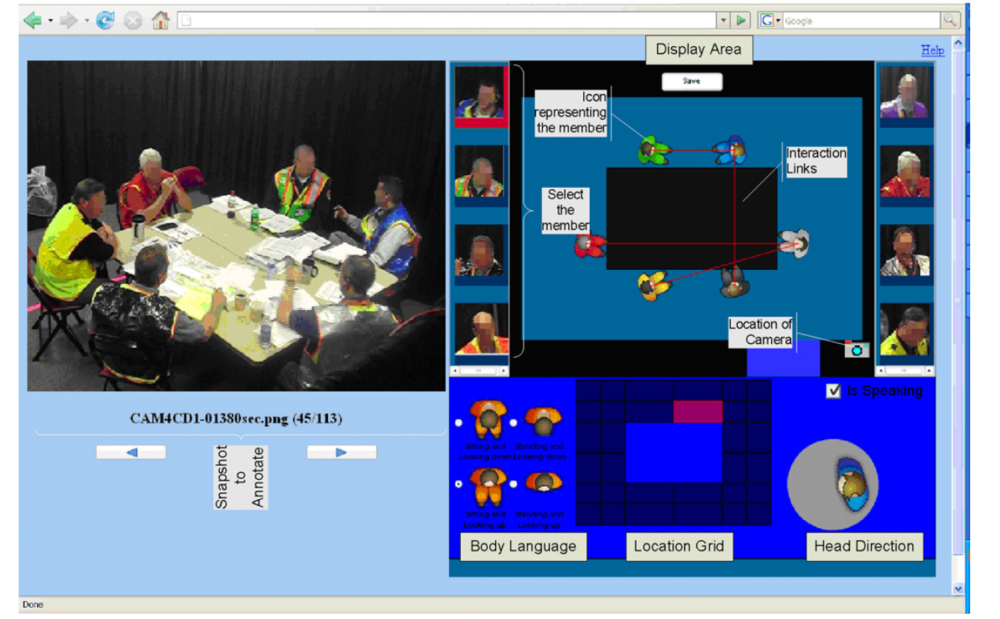 Google
Display Area
Help
Save
Icon
representing
the member
Interaction
Links
Select
the
member
Location of
Camera
Is Speaking
CAM4CD1-01380sec.png (45/113)
Snapshot
to
Annotate
Sitting and
Looking down
Standing and
Looking down
Sitting and
Looking up
Standing and
Looking up
Body Language
Location Grid
Head Direction
Done